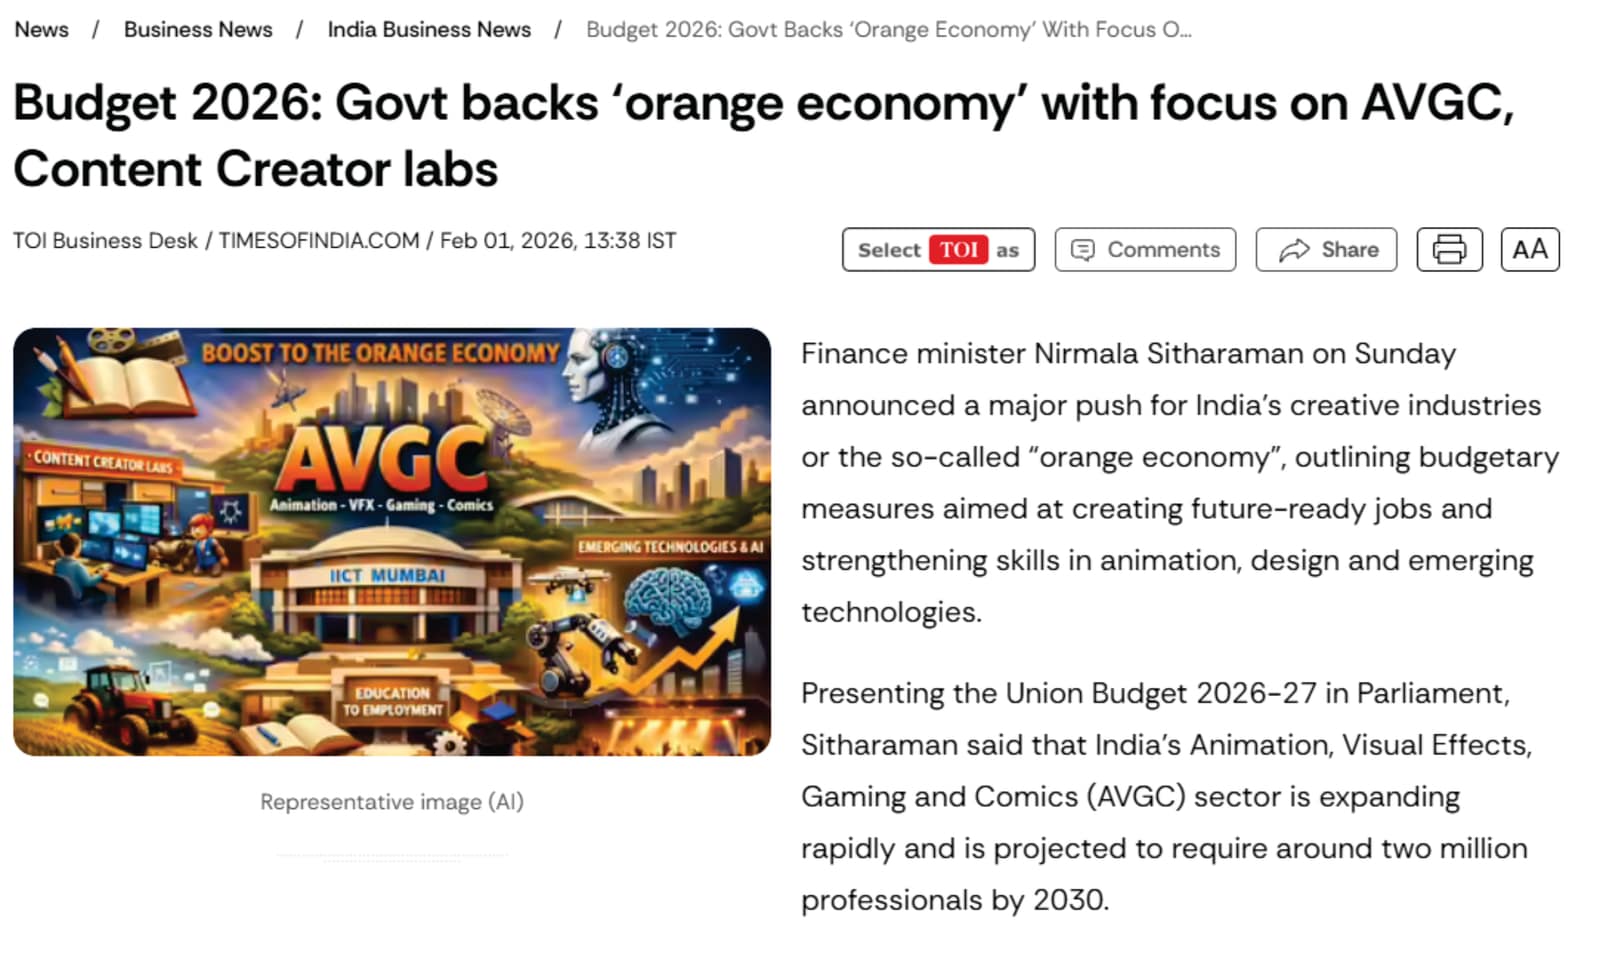 News / Business News / India Business News / Budget 2026: Govt Backs ‘Orange Economy’ With Focus O...
Budget 2026: Govt backs ‘orange economy’ with focus on AVGC,
Content Creator labs
TOI Business Desk / TIMESOFINDIA.COM / Feb 01, 2026, 13:38 IST
Select TOI as
Comments
Share
AA
BOOST TO THE ORANGE ECONOMY
AVGC
Animation - VFX - Gaming - Comics
CONTENT CREATOR LABS
EMERGING TECHNOLOGIES & AI
IICT MUMBAI
EDUCATION
TO EMPLOYMENT
Representative image (AI)
Finance minister Nirmala Sitharaman on Sunday
announced a major push for India’s creative industries
or the so-called “orange economy”, outlining budgetary
measures aimed at creating future-ready jobs and
strengthening skills in animation, design and emerging
technologies.
Presenting the Union Budget 2026-27 in Parliament,
Sitharaman said that India’s Animation, Visual Effects,
Gaming and Comics (AVGC) sector is expanding
rapidly and is projected to require around two million
professionals by 2030.